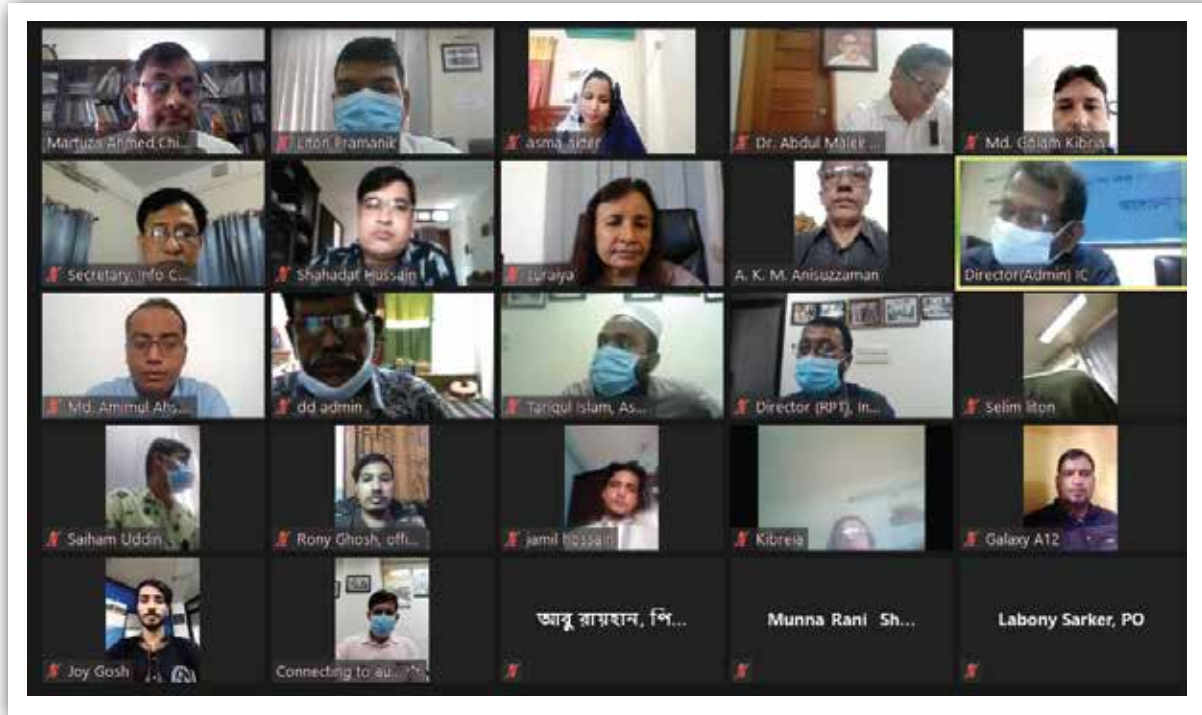 Martuza Ahmed Chi...
Liton Pramanik
asma akter
Dr. Abdul Malek ...
Md. Golam Kibria
Secretary, Info C...
Shahadat Hussain
suraiya
A. K. M. Anisuzzaman
Director(Admin) IC
Md. Amimul Ahs...
dd admin
Tariqul Islam, As...
Director (RPT), In...
Selim liton
Saiham Uddin
Rony Ghosh, offi...
jamil hossain
Kibreia
Galaxy A12
Joy Gosh
Connecting to au...
আবু রায়হান, পি...
Munna Rani Sh...
Labony Sarker, PO